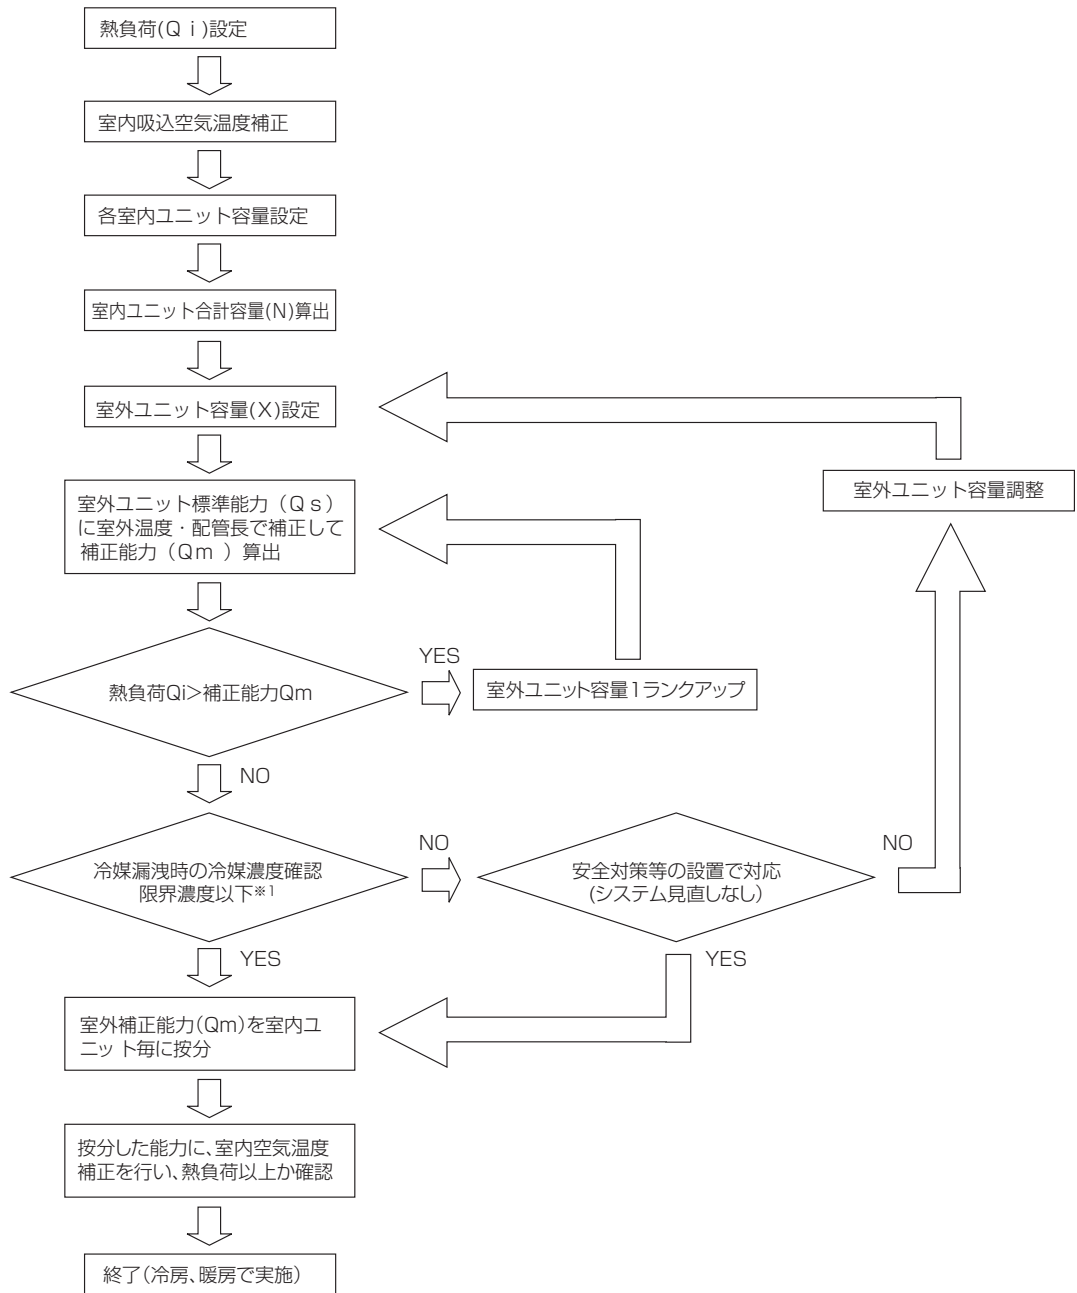 熱負荷(Ｑｉ)設定
室内吸込空気温度補正
各室内ユニット容量設定
室内ユニット合計容量(N)算出
室外ユニット容量(X)設定
室外ユニット容量調整
室外ユニット標準能力（Ｑｓ）
に室外温度・配管長で補正して
補正能力（Qm ）算出
熱負荷Qi>補正能力Qm
YES
室外ユニット容量1ランクアップ
NO
冷媒漏洩時の冷媒濃度確認
限界濃度以下※1
NO
安全対策等の設置で対応
(システム見直しなし)
NO
YES
YES
室外補正能力(Qm)を室内ユ
ニット毎に按分
按分した能力に、室内空気温度
補正を行い、熱負荷以上か確認
終了(冷房、暖房で実施)